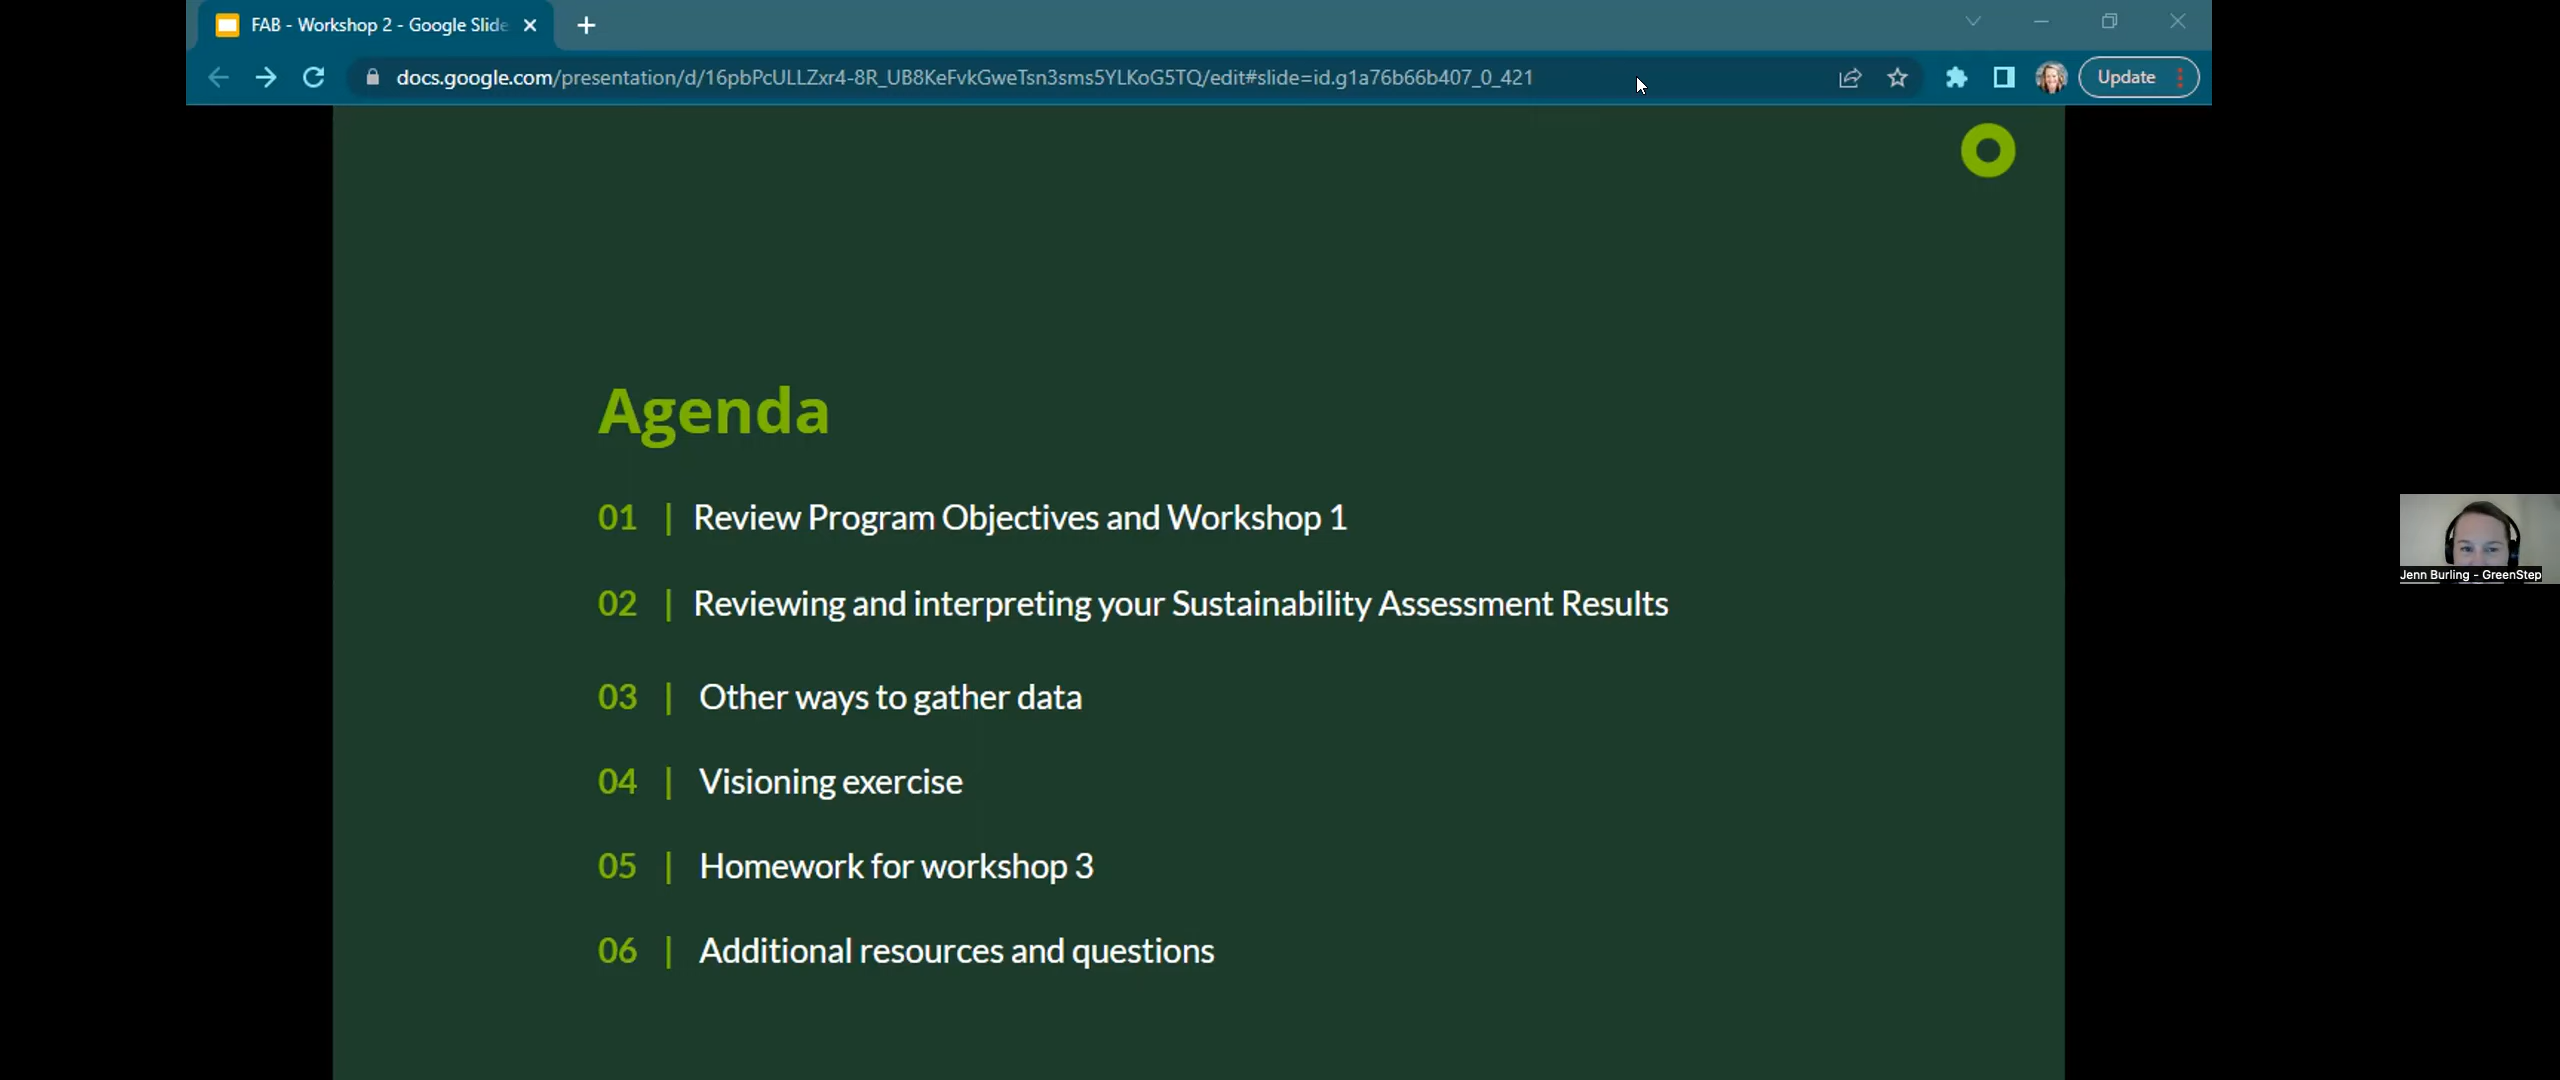 FAB - Workshop 2 - Google Slide
docs.google.com/presentation/d/16pbPcULLZxr4-8R_UB8KeFvkGweTsn3sms5YLKoG5TQ/edit#slide=id.g1a76b66b407_0_421
Update
Agenda
01 | Review Program Objectives and Workshop 1
02 | Reviewing and interpreting your Sustainability Assessment Results
03 | Other ways to gather data
04 | Visioning exercise
05 | Homework for workshop 3
06 | Additional resources and questions
Jenn Burling - GreenStep